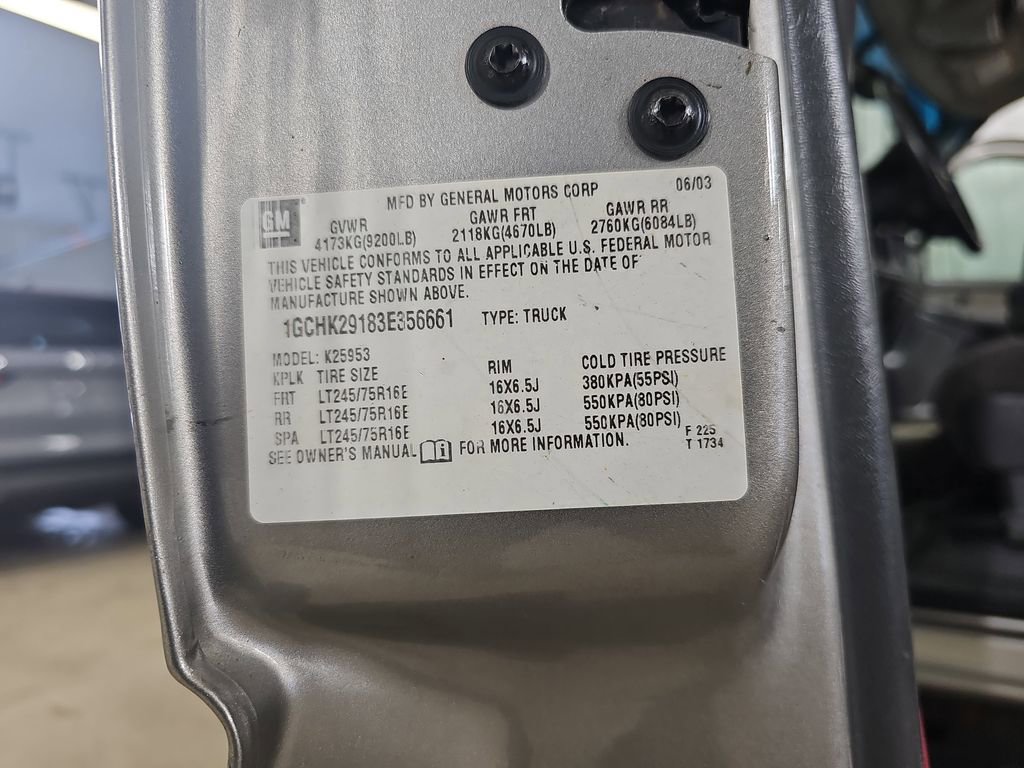 MFD BY GENERAL MOTORS CORP 06/03
GM
GVWR GAWR FRT GAWR RR
4173KG(9200LB) 2118KG(4670LB) 2760KG(6084LB)
THIS VEHICLE CONFORMS TO ALL APPLICABLE U.S. FEDERAL MOTOR
VEHICLE SAFETY STANDARDS IN EFFECT ON THE DATE OF
MANUFACTURE SHOWN ABOVE.
1GCHK29183E356661 TYPE: TRUCK
MODEL: K25953
KPLK TIRE SIZE RIM COLD TIRE PRESSURE
FRT LT245/75R16E 16X6.5J 380KPA(55PSI)
RR LT245/75R16E 16X6.5J 550KPA(80PSI)
SPA LT245/75R16E 16X6.5J 550KPA(80PSI)
SEE OWNER'S MANUAL i FOR MORE INFORMATION.
F 225
T 1734